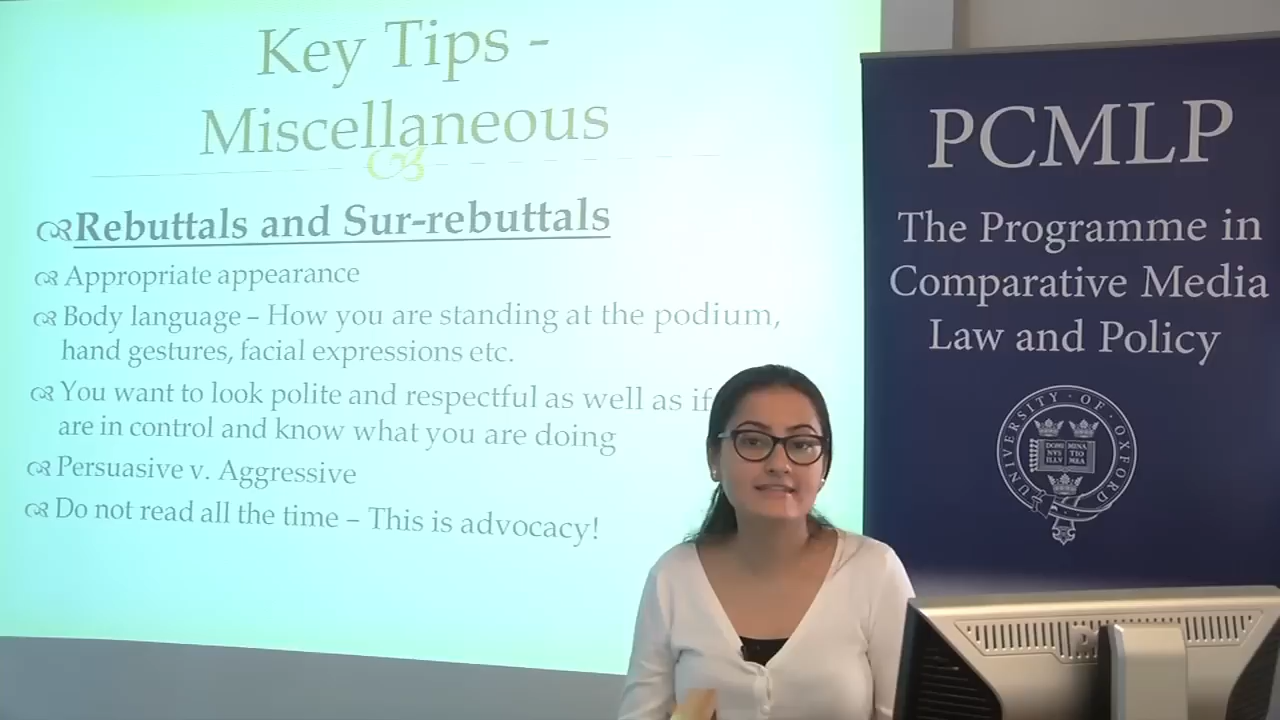 Key Tips -
Miscellaneous
Rebuttals and Sur-rebuttals
Appropriate appearance
Body language – How you are standing at the podium,
hand gestures, facial expressions etc.
You want to look polite and respectful as well as if
are in control and know what you are doing
Persuasive v. Aggressive
Do not read all the time – This is advocacy!
PCMLP
The Programme in
Comparative Media
Law and Policy
UNIVERSITY · OF · OXFORD
DOMI MINA
NVS TIO
ILLV MEA